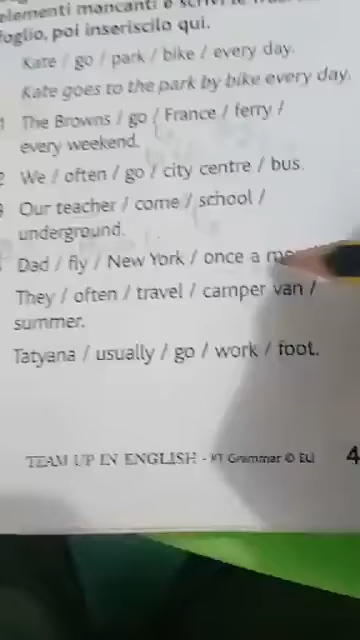 elementi mancanti e scrivi le
foglio, poi inseriscilo qui.
Kate / go / park / bike / every day.
Kate goes to the park by bike every day.
1 The Browns / go / France / ferry /
every weekend.
2 We / often / go / city centre / bus.
3 Our teacher / come / school /
underground.
Dad / fly / New York / once a
They / often / travel / camper van /
summer.
Tatyana / usually / go / work / foot.
TEAM UP IN ENGLISH - Grammar © ELI 4